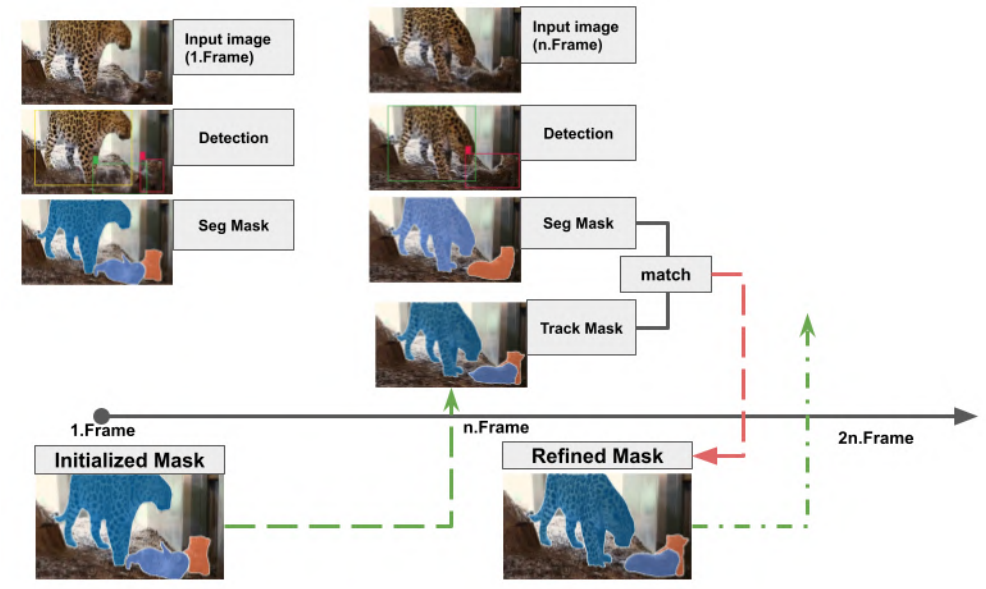 Input image
(1.Frame)
Detection
Seg Mask
Input image
(n.Frame)
Detection
Seg Mask
match
Track Mask
1.Frame
n.Frame
2n.Frame
Initialized Mask
Refined Mask